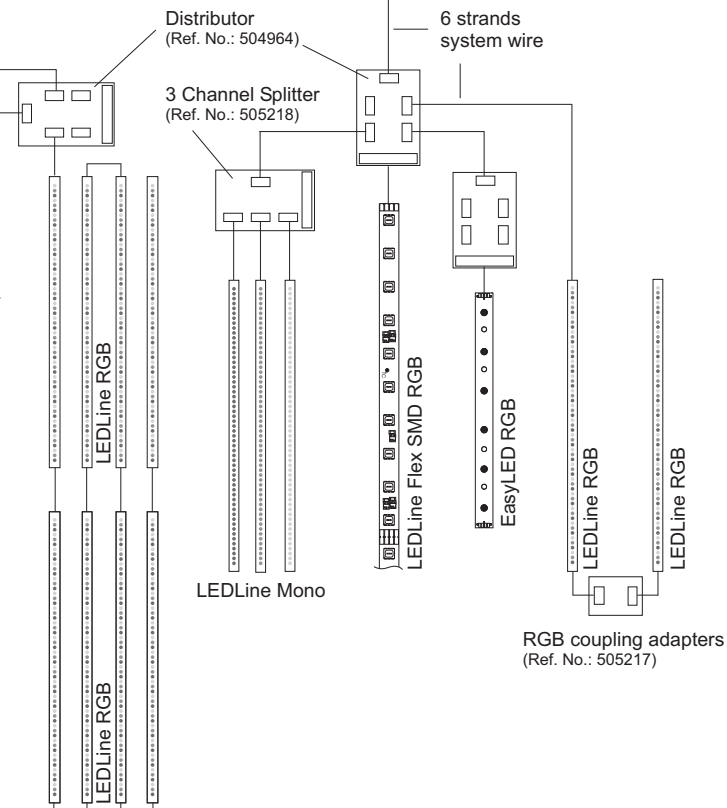 Distributor
(Ref. No.: 504964)
6 strands
system wire
3 Channel Splitter
(Ref. No.: 505218)
LEDLine RGB
LEDLine Flex SMD RGB
EasyLED RGB
LEDLine RGB
LEDLine RGB
LEDLine Mono
RGB coupling adapters
(Ref. No.: 505217)
LEDLine RGB